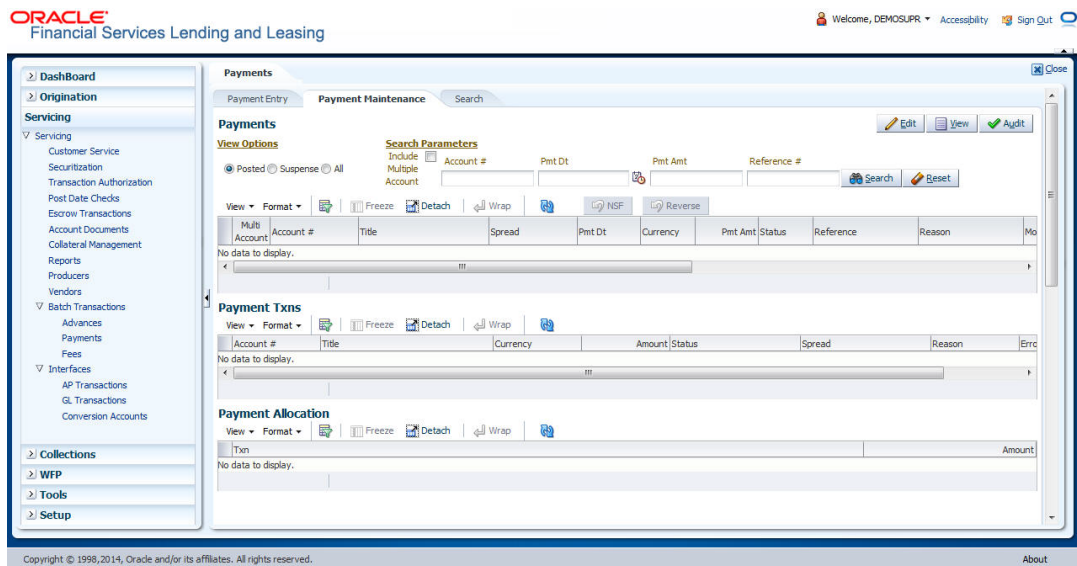 ORACLE
Financial Services Lending and Leasing
Welcome, DEMOSUPR Accessibility Sign Out
Close
DashBoard
Origination
Servicing
Servicing
Customer Service
Securitization
Transaction Authorization
Post Date Checks
Escrow Transactions
Account Documents
Collateral Management
Reports
Producers
Vendors
Batch Transactions
Advances
Payments
Fees
Interfaces
AP Transactions
GL Transactions
Conversion Accounts
Collections
WFP
Tools
Setup
Payments
Payment Entry Payment Maintenance Search
Payments
Edit View Audit
View Options
Posted Suspense All
Search Parameters
Include Multiple Account
Account # Pmt Dt Pmt Amt Reference #
Search Reset
View Format Freeze Detach Wrap NSF Reverse
Multi Account Account # Title Spread Pmt Dt Currency Pmt Amt Status Reference Reason Mo
No data to display.
Payment Txns
View Format Freeze Detach Wrap
Account # Title Currency Amount Status Spread Reason Erro
No data to display.
Payment Allocation
View Format Freeze Detach Wrap
Txn Amount
No data to display.
Copyright © 1998,2014, Oracle and/or its affiliates. All rights reserved.
About